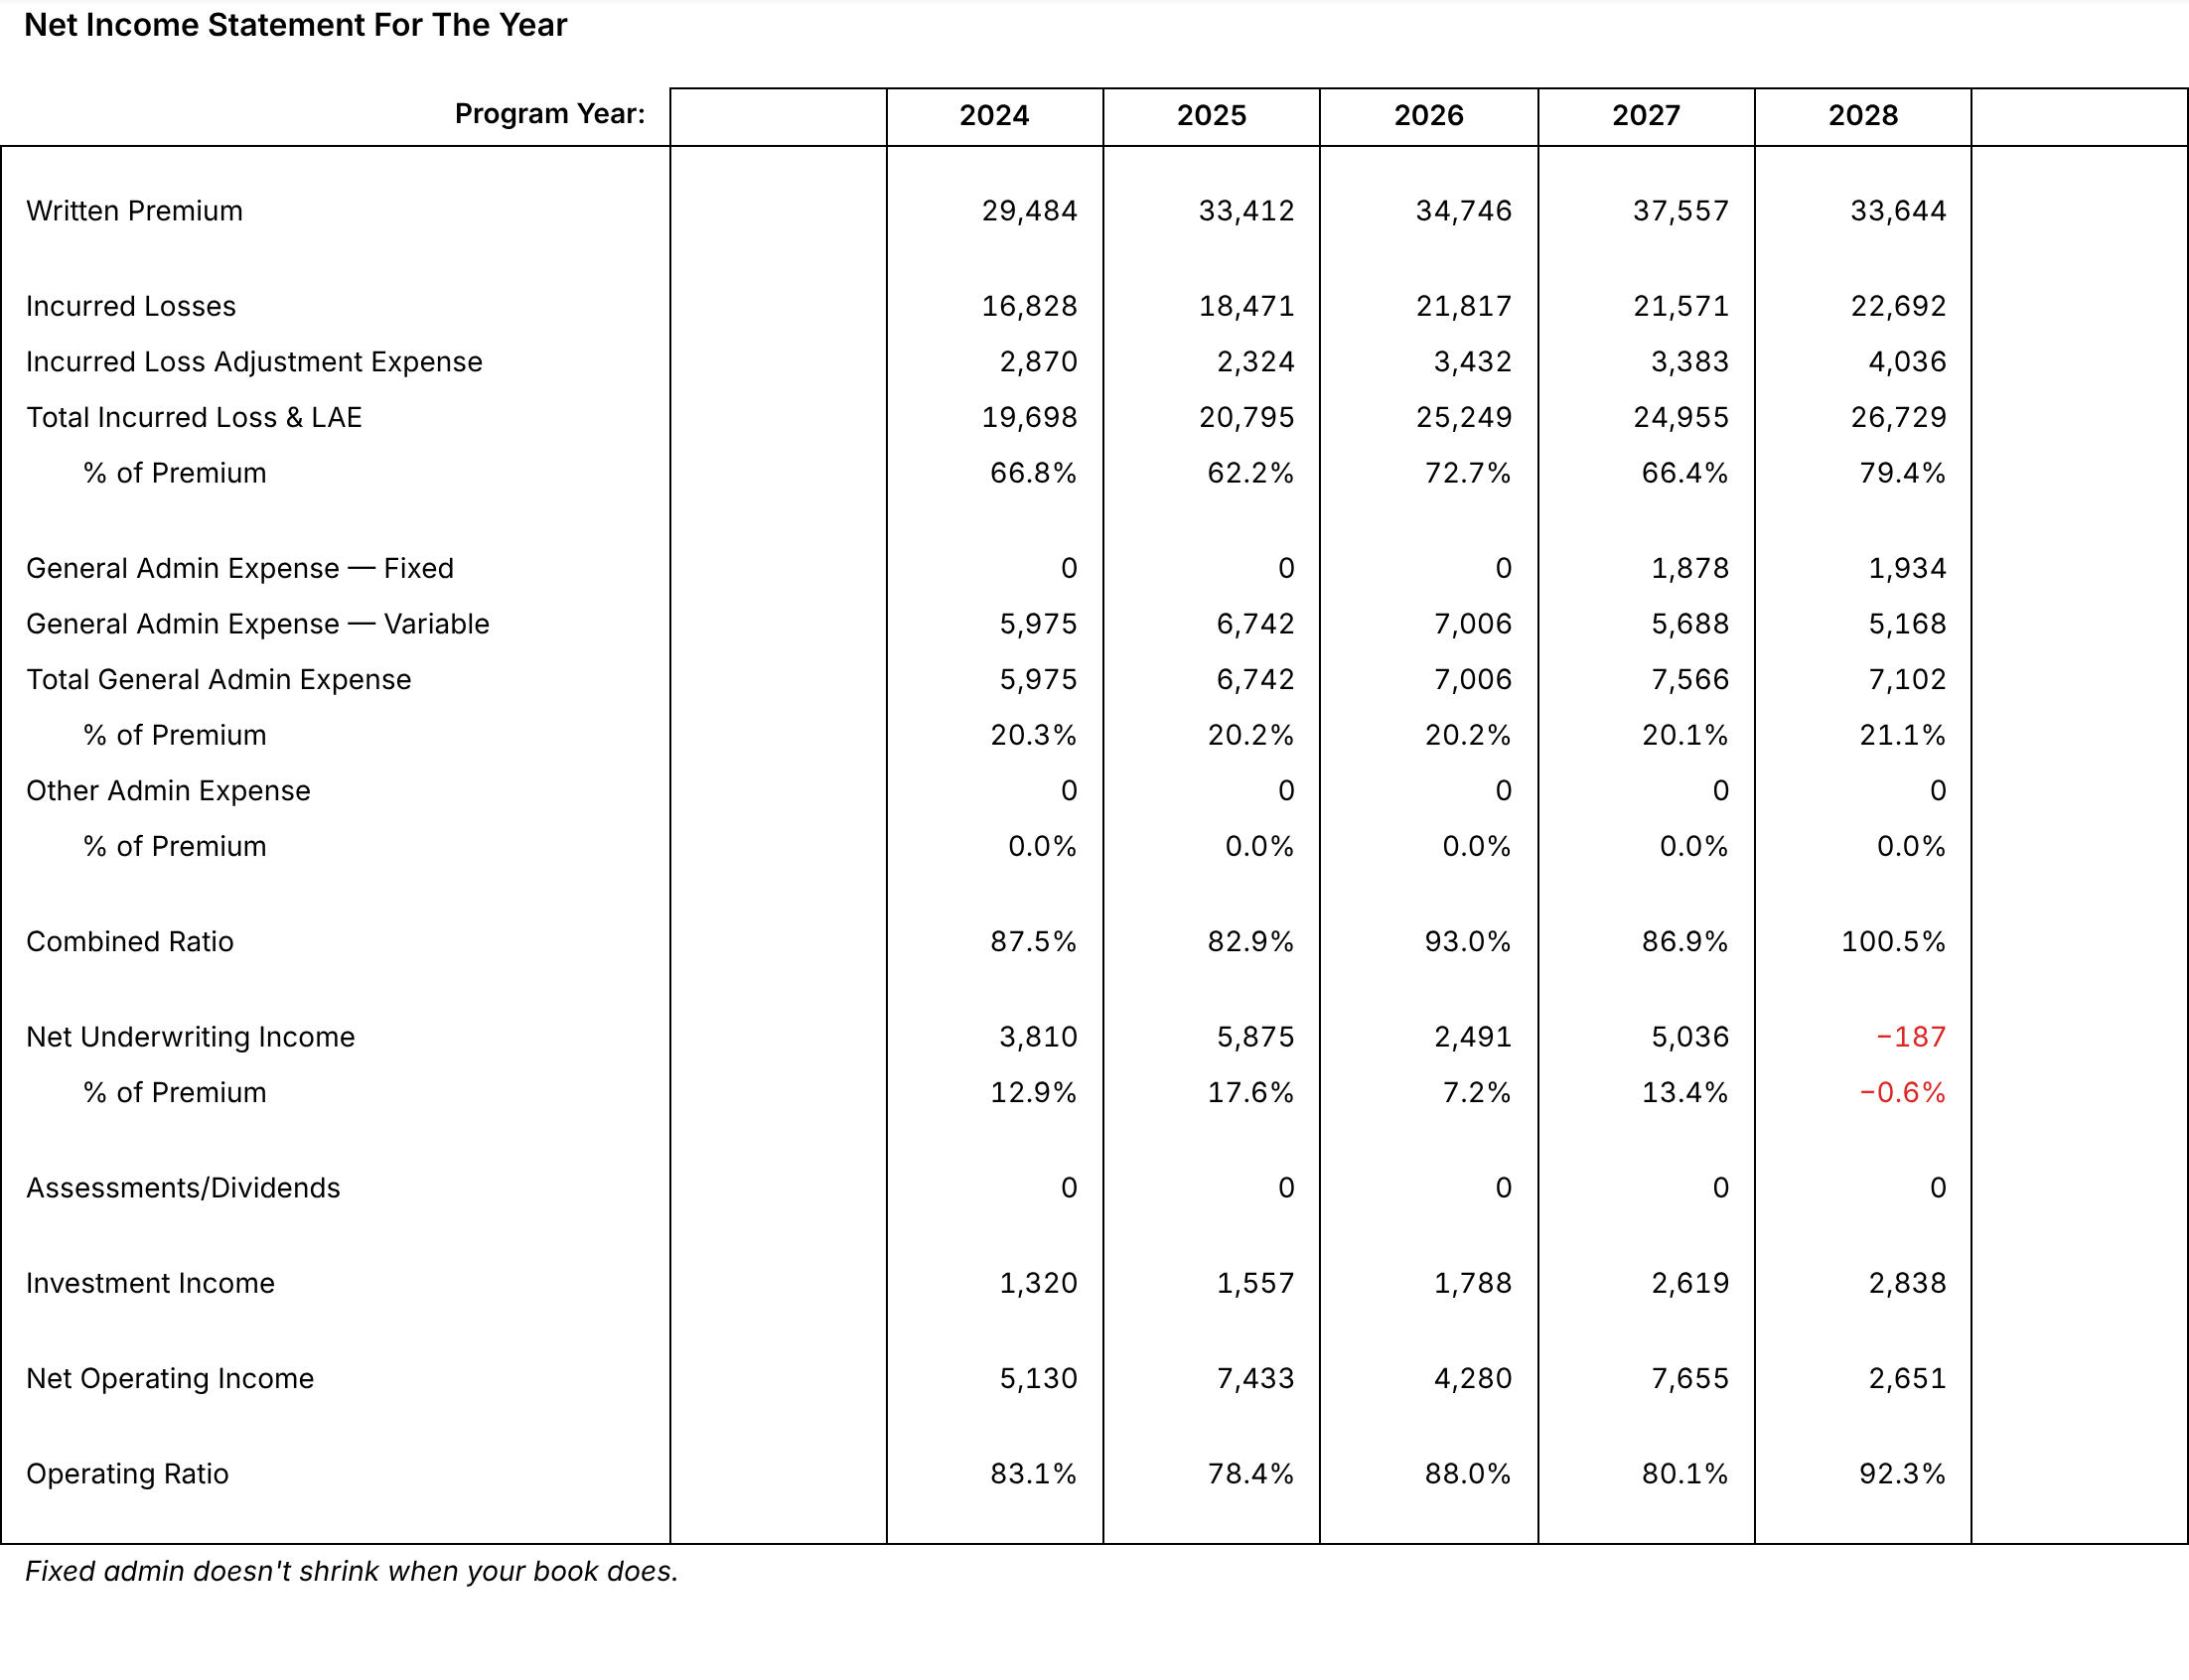 Net Income Statement For The Year
Program Year: 2024 2025 2026 2027 2028
Written Premium 29,484 33,412 34,746 37,557 33,644
Incurred Losses 16,828 18,471 21,817 21,571 22,692
Incurred Loss Adjustment Expense 2,870 2,324 3,432 3,383 4,036
Total Incurred Loss & LAE 19,698 20,795 25,249 24,955 26,729
% of Premium 66.8% 62.2% 72.7% 66.4% 79.4%
General Admin Expense — Fixed 0 0 0 1,878 1,934
General Admin Expense — Variable 5,975 6,742 7,006 5,688 5,168
Total General Admin Expense 5,975 6,742 7,006 7,566 7,102
% of Premium 20.3% 20.2% 20.2% 20.1% 21.1%
Other Admin Expense 0 0 0 0 0
% of Premium 0.0% 0.0% 0.0% 0.0% 0.0%
Combined Ratio 87.5% 82.9% 93.0% 86.9% 100.5%
Net Underwriting Income 3,810 5,875 2,491 5,036 −187
% of Premium 12.9% 17.6% 7.2% 13.4% −0.6%
Assessments/Dividends 0 0 0 0 0
Investment Income 1,320 1,557 1,788 2,619 2,838
Net Operating Income 5,130 7,433 4,280 7,655 2,651
Operating Ratio 83.1% 78.4% 88.0% 80.1% 92.3%
Fixed admin doesn't shrink when your book does.